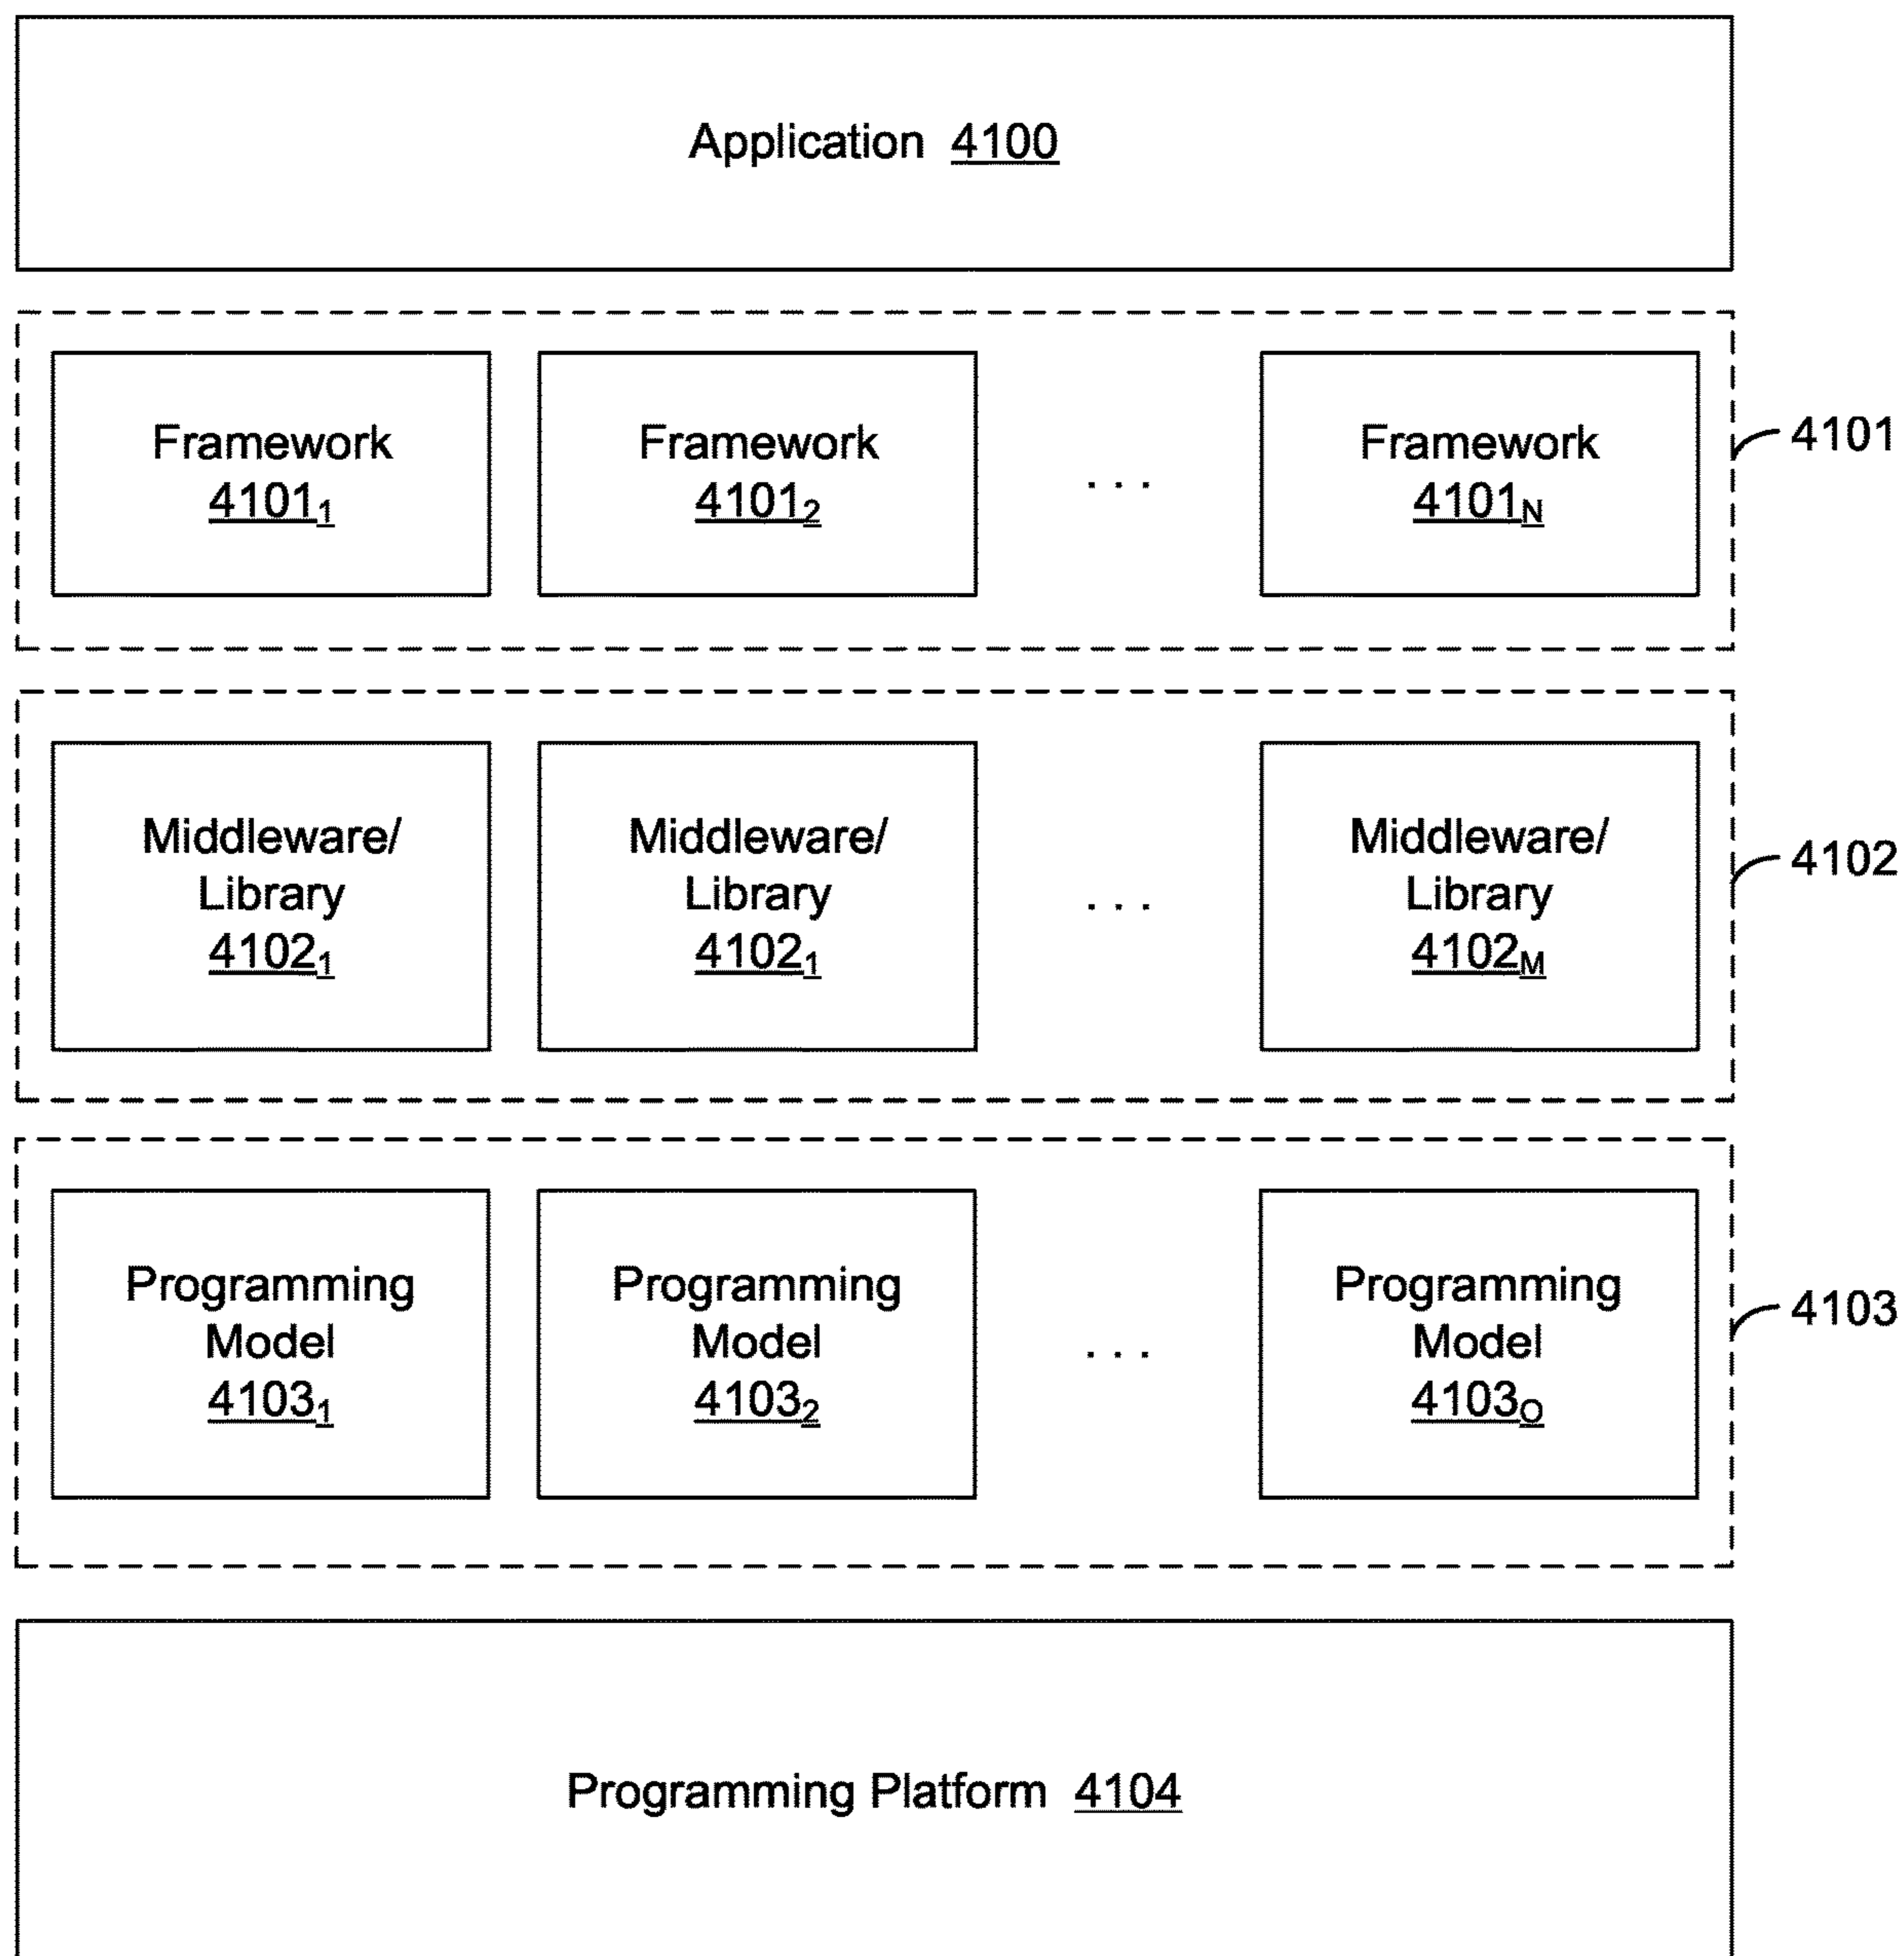 Application 4100
Framework
4101₁
Framework
4101₂
. . .
Framework
4101N
4101
Middleware/
Library
4102₁
Middleware/
Library
4102₁
. . .
Middleware/
Library
4102M
4102
Programming
Model
4103₁
Programming
Model
4103₂
. . .
Programming
Model
4103O
4103
Programming Platform 4104